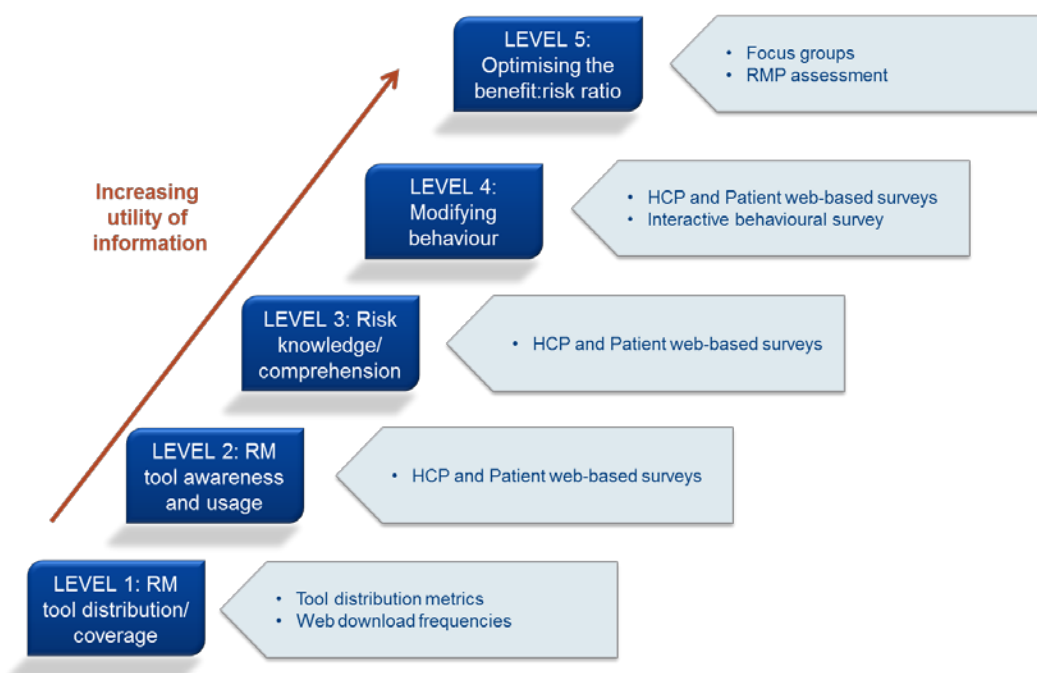 LEVEL 5:
Optimising the
benefit:risk ratio
• Focus groups
• RMP assessment
Increasing
utility of
information
LEVEL 4:
Modifying
behaviour
• HCP and Patient web-based surveys
• Interactive behavioural survey
LEVEL 3: Risk
knowledge/
comprehension
• HCP and Patient web-based surveys
LEVEL 2: RM
tool awareness
and usage
• HCP and Patient web-based surveys
LEVEL 1: RM
tool distribution/
coverage
• Tool distribution metrics
• Web download frequencies